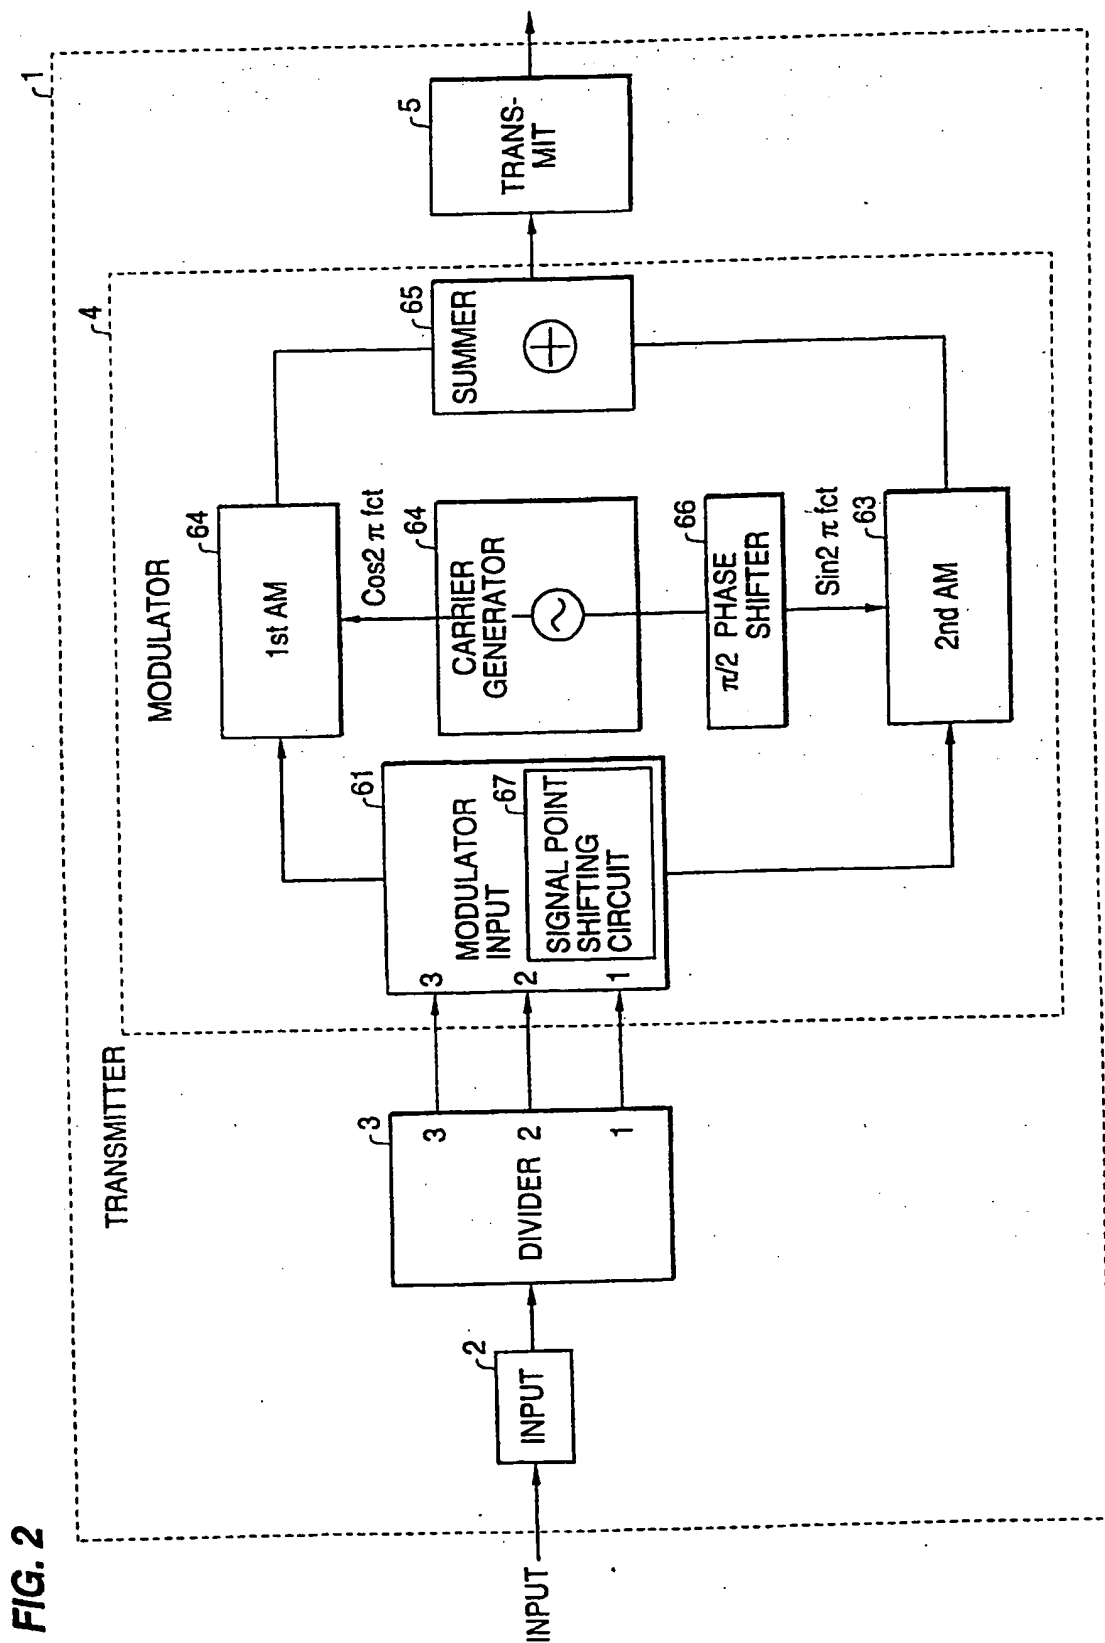 FIG. 2
1
TRANSMITTER
4
MODULATOR
INPUT
2
INPUT
3
DIVIDER
3
2
1
61
MODULATOR
INPUT
3
2
1
67
SIGNAL POINT
SHIFTING
CIRCUIT
64
1st AM
Cos2 π fct
64
CARRIER
GENERATOR
~
66
π/2 PHASE
SHIFTER
Sin2 π fct
63
2nd AM
65
SUMMER
+
5
TRANS-
MIT